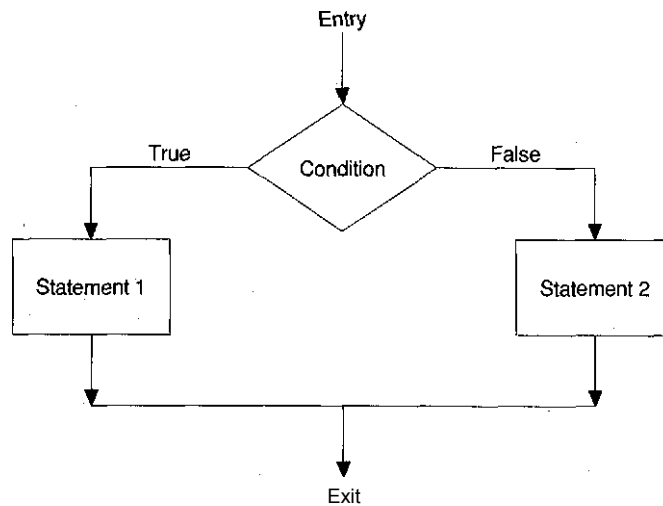 Entry
True
False
Condition
Statement 1
Statement 2
Exit